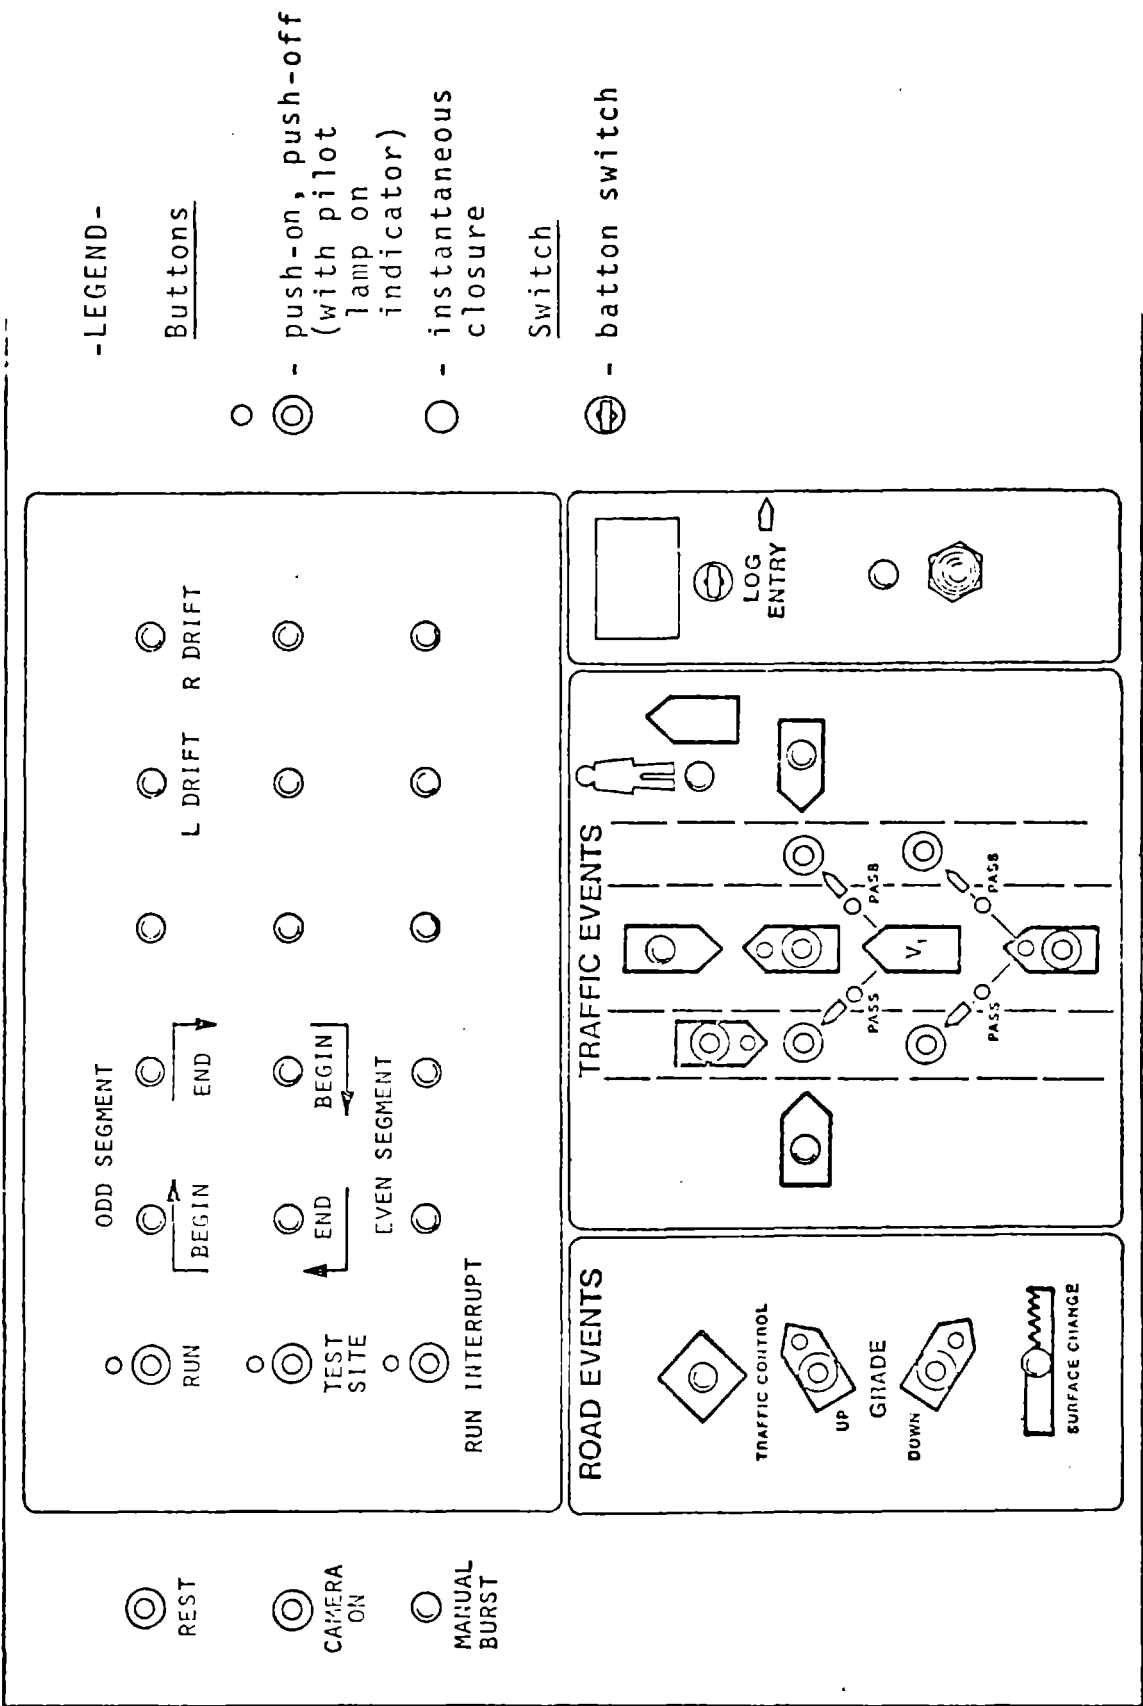 -LEGEND-
Buttons
- push-on, push-off
(with pilot
lamp on
indicator)
- instantaneous
closure
Switch
- batton switch
REST
CAMERA
ON
MANUAL
BURST
ODD SEGMENT
RUN
BEGIN
END
L DRIFT
R DRIFT
TEST
SITE
END
BEGIN
EVEN SEGMENT
RUN INTERRUPT
ROAD EVENTS
TRAFFIC CONTROL
UP
GRADE
DOWN
SURFACE CHANGE
TRAFFIC EVENTS
PASS
PASS
V1
PASS
PASS
LOG
ENTRY